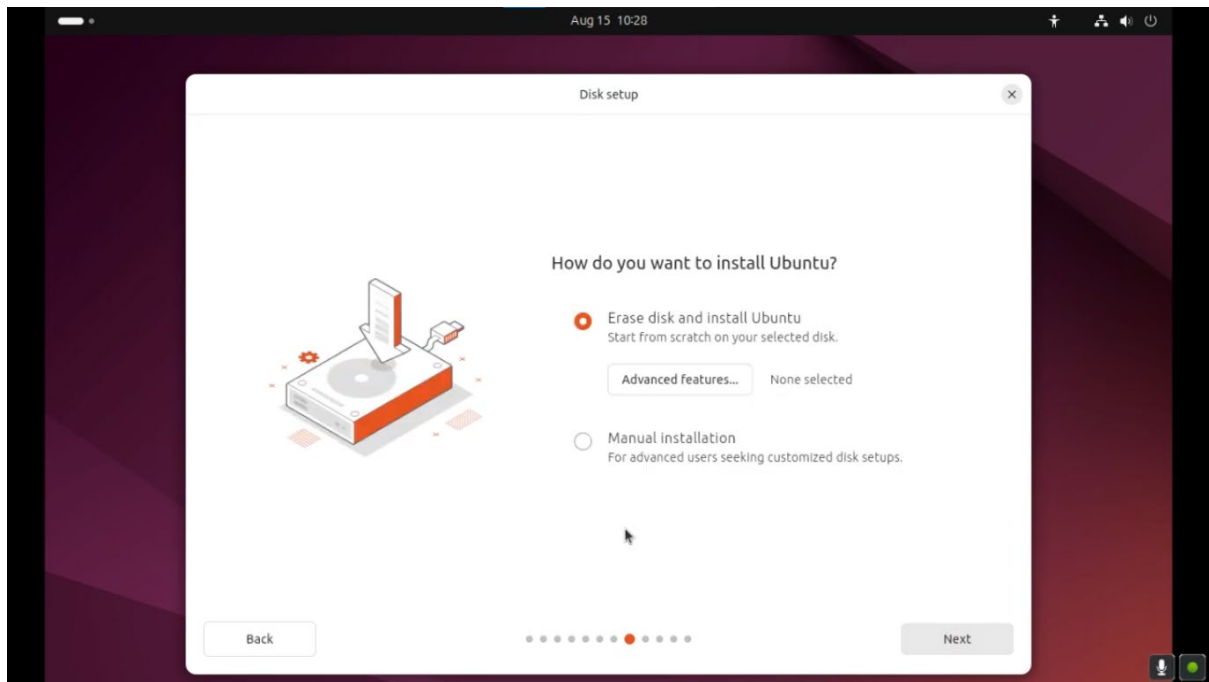 Aug 15 10:28
Disk setup
How do you want to install Ubuntu?
Erase disk and install Ubuntu
Start from scratch on your selected disk.
Advanced features...
None selected
Manual installation
For advanced users seeking customized disk setups.
Back
Next